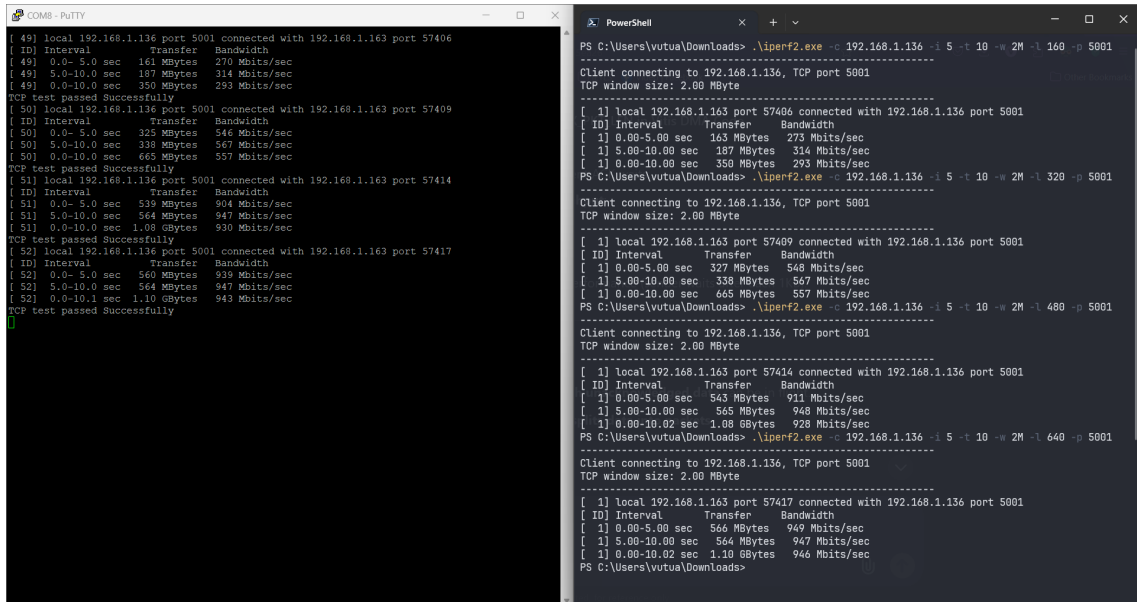 COM8 - PuTTY
[ 49] local 192.168.1.136 port 5001 connected with 192.168.1.163 port 57406
[ ID] Interval Transfer Bandwidth
[ 49] 0.0- 5.0 sec 161 MBytes 270 Mbits/sec
[ 49] 5.0-10.0 sec 187 MBytes 314 Mbits/sec
[ 49] 0.0-10.0 sec 350 MBytes 293 Mbits/sec
TCP test passed Successfully
[ 50] local 192.168.1.136 port 5001 connected with 192.168.1.163 port 57409
[ ID] Interval Transfer Bandwidth
[ 50] 0.0- 5.0 sec 325 MBytes 546 Mbits/sec
[ 50] 5.0-10.0 sec 338 MBytes 567 Mbits/sec
[ 50] 0.0-10.0 sec 665 MBytes 557 Mbits/sec
TCP test passed Successfully
[ 51] local 192.168.1.136 port 5001 connected with 192.168.1.163 port 57414
[ ID] Interval Transfer Bandwidth
[ 51] 0.0- 5.0 sec 539 MBytes 904 Mbits/sec
[ 51] 5.0-10.0 sec 564 MBytes 947 Mbits/sec
[ 51] 0.0-10.0 sec 1.08 GBytes 930 Mbits/sec
TCP test passed Successfully
[ 52] local 192.168.1.136 port 5001 connected with 192.168.1.163 port 57417
[ ID] Interval Transfer Bandwidth
[ 52] 0.0- 5.0 sec 560 MBytes 939 Mbits/sec
[ 52] 5.0-10.0 sec 564 MBytes 947 Mbits/sec
[ 52] 0.0-10.1 sec 1.10 GBytes 943 Mbits/sec
TCP test passed Successfully
PowerShell
PS C:\Users\vutua\Downloads> .\iperf2.exe -c 192.168.1.136 -i 5 -t 10 -w 2M -l 160 -p 5001
------------------------------------------------------------
Client connecting to 192.168.1.136, TCP port 5001
TCP window size: 2.00 MByte
------------------------------------------------------------
[ 1] local 192.168.1.163 port 57406 connected with 192.168.1.136 port 5001
[ ID] Interval Transfer Bandwidth
[ 1] 0.00-5.00 sec 163 MBytes 273 Mbits/sec
[ 1] 5.00-10.00 sec 187 MBytes 314 Mbits/sec
[ 1] 0.00-10.00 sec 350 MBytes 293 Mbits/sec
PS C:\Users\vutua\Downloads> .\iperf2.exe -c 192.168.1.136 -i 5 -t 10 -w 2M -l 320 -p 5001
------------------------------------------------------------
Client connecting to 192.168.1.136, TCP port 5001
TCP window size: 2.00 MByte
------------------------------------------------------------
[ 1] local 192.168.1.163 port 57409 connected with 192.168.1.136 port 5001
[ ID] Interval Transfer Bandwidth
[ 1] 0.00-5.00 sec 327 MBytes 548 Mbits/sec
[ 1] 5.00-10.00 sec 338 MBytes 567 Mbits/sec
[ 1] 0.00-10.00 sec 665 MBytes 557 Mbits/sec
PS C:\Users\vutua\Downloads> .\iperf2.exe -c 192.168.1.136 -i 5 -t 10 -w 2M -l 480 -p 5001
------------------------------------------------------------
Client connecting to 192.168.1.136, TCP port 5001
TCP window size: 2.00 MByte
------------------------------------------------------------
[ 1] local 192.168.1.163 port 57414 connected with 192.168.1.136 port 5001
[ ID] Interval Transfer Bandwidth
[ 1] 0.00-5.00 sec 543 MBytes 911 Mbits/sec
[ 1] 5.00-10.00 sec 565 MBytes 948 Mbits/sec
[ 1] 0.00-10.02 sec 1.08 GBytes 928 Mbits/sec
PS C:\Users\vutua\Downloads> .\iperf2.exe -c 192.168.1.136 -i 5 -t 10 -w 2M -l 640 -p 5001
------------------------------------------------------------
Client connecting to 192.168.1.136, TCP port 5001
TCP window size: 2.00 MByte
------------------------------------------------------------
[ 1] local 192.168.1.163 port 57417 connected with 192.168.1.136 port 5001
[ ID] Interval Transfer Bandwidth
[ 1] 0.00-5.00 sec 566 MBytes 949 Mbits/sec
[ 1] 5.00-10.00 sec 564 MBytes 947 Mbits/sec
[ 1] 0.00-10.02 sec 1.10 GBytes 946 Mbits/sec
PS C:\Users\vutua\Downloads>